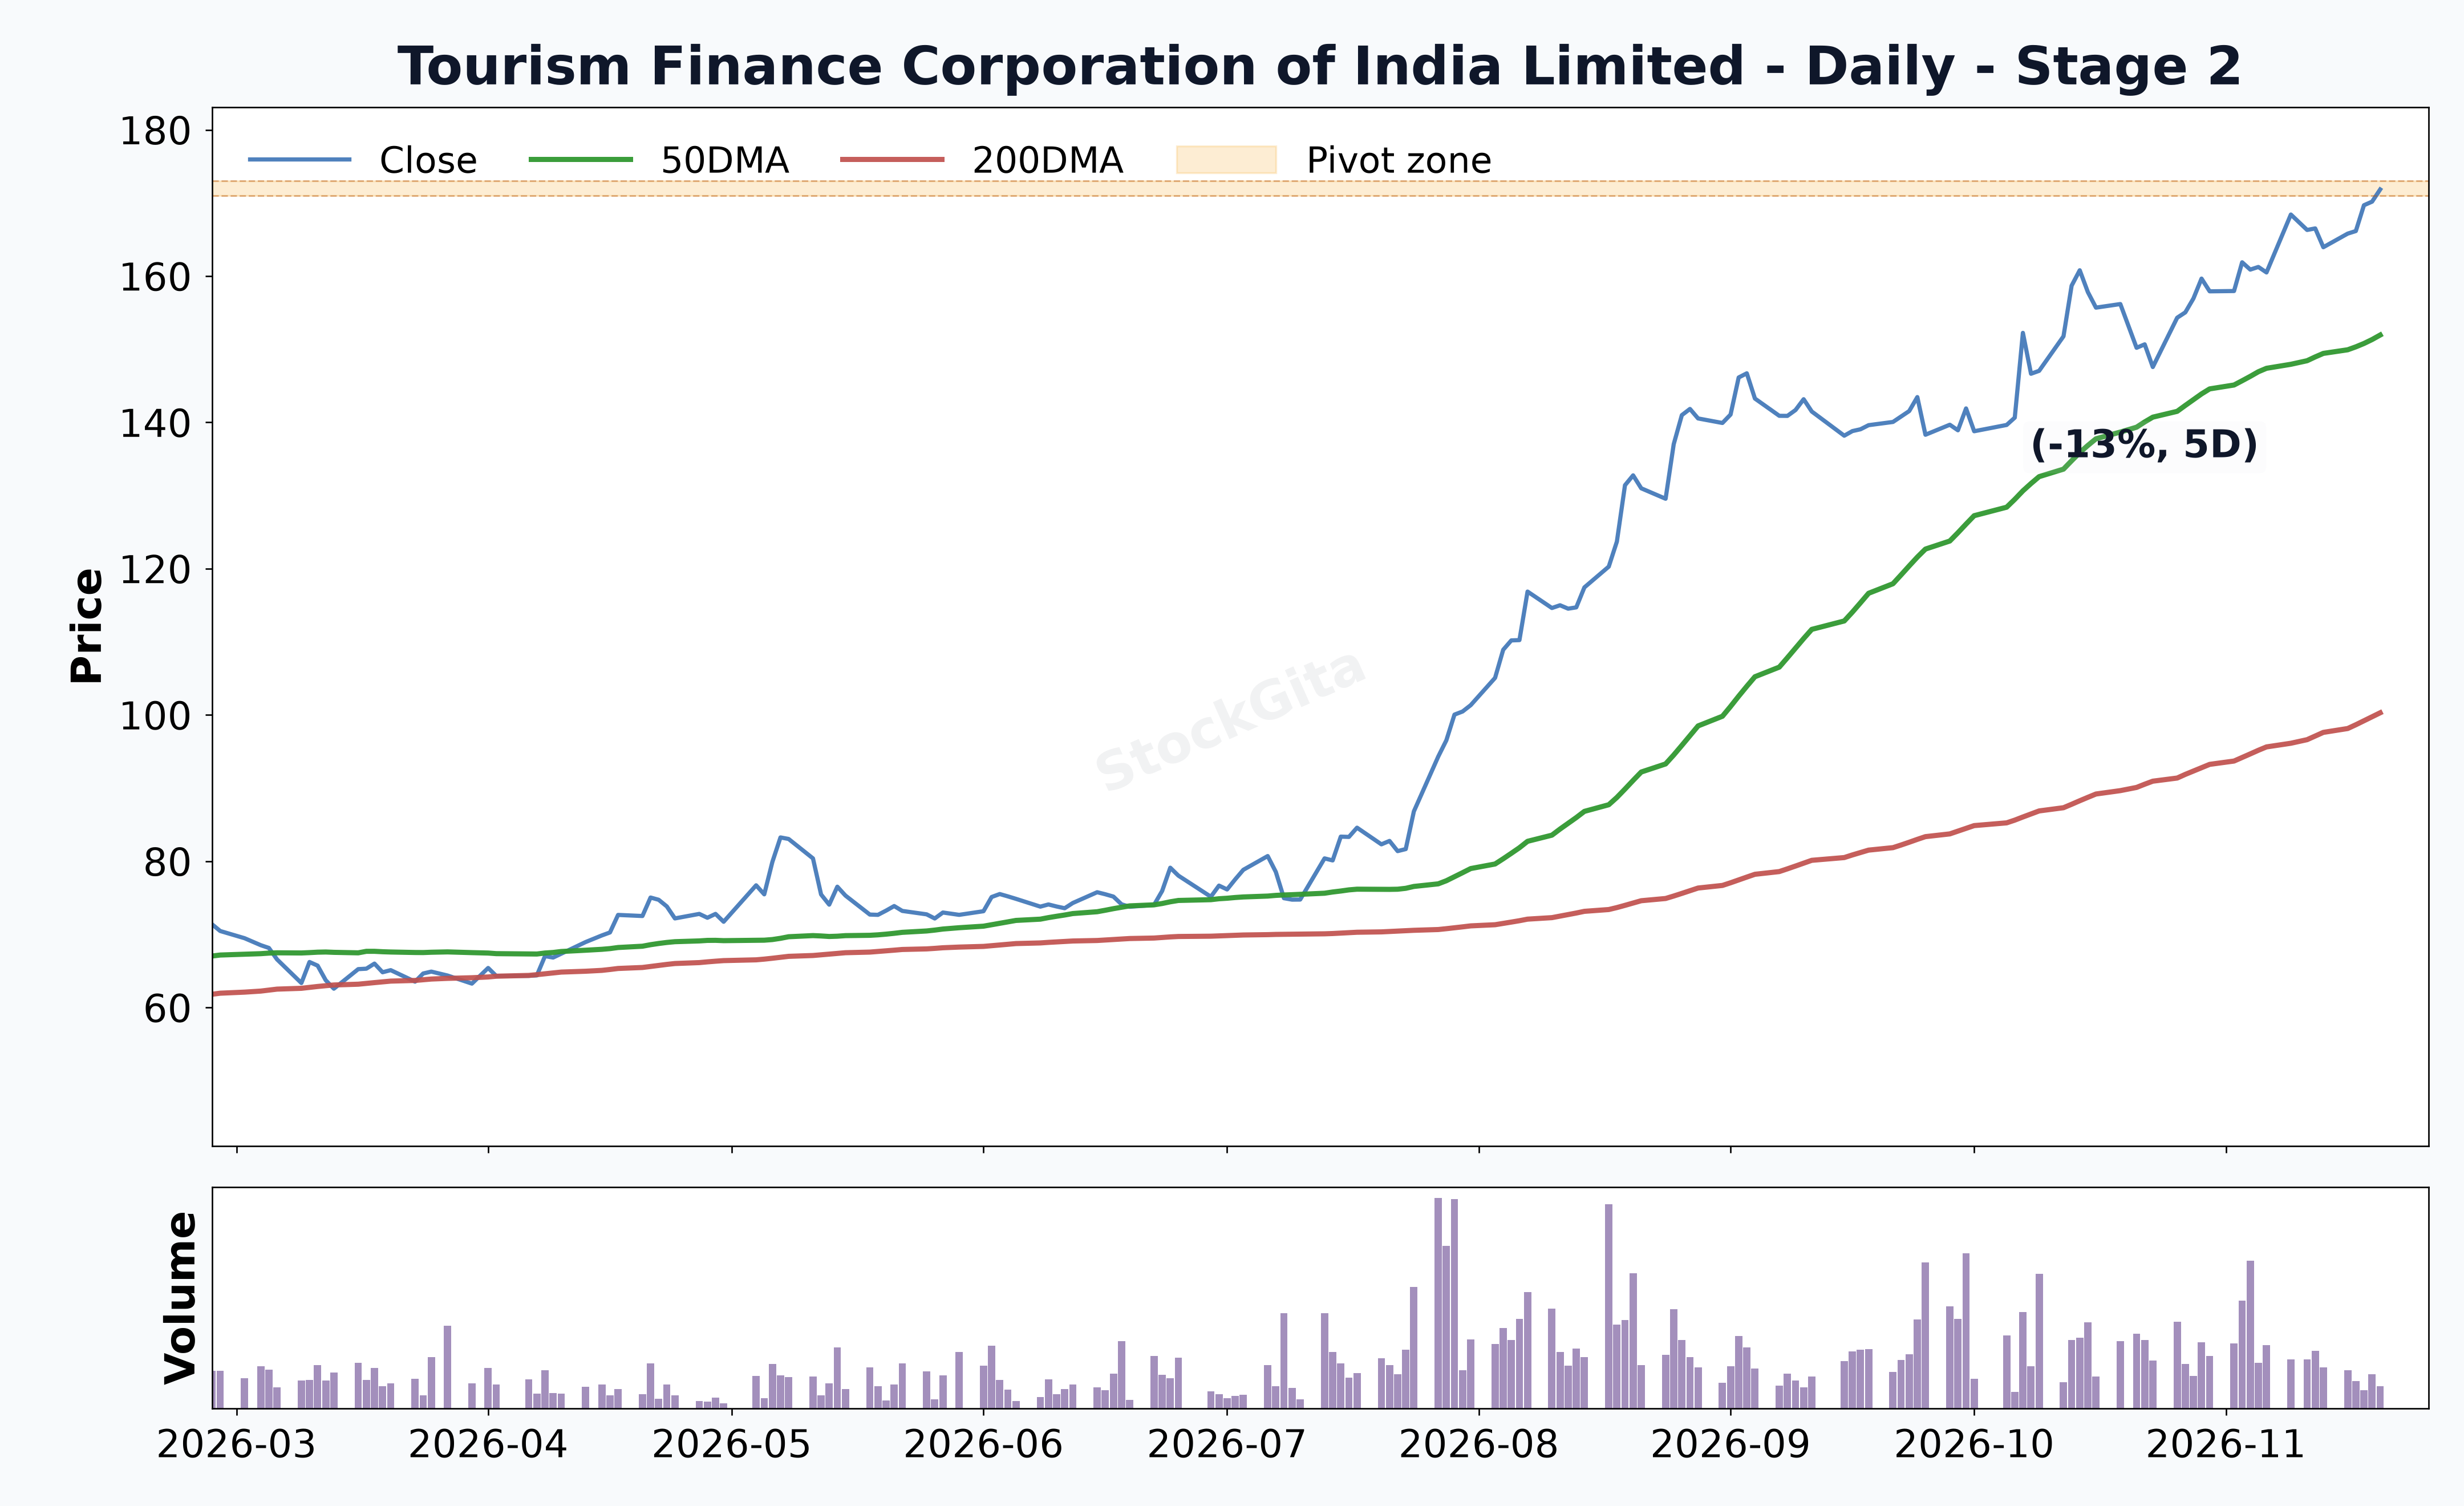 Tourism Finance Corporation of India Limited - Daily - Stage 2
Close 50DMA 200DMA Pivot zone
180
160
140
120
100
80
60
Price
(-13%, 5D)
StockGita
Volume
2026-03 2026-04 2026-05 2026-06 2026-07 2026-08 2026-09 2026-10 2026-11